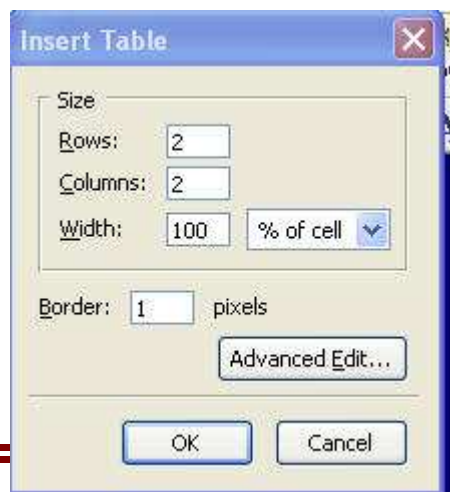 Insert Table
Size
Rows: 2
Columns: 2
Width: 100 % of cell
Border: 1 pixels
Advanced Edit...
OK Cancel